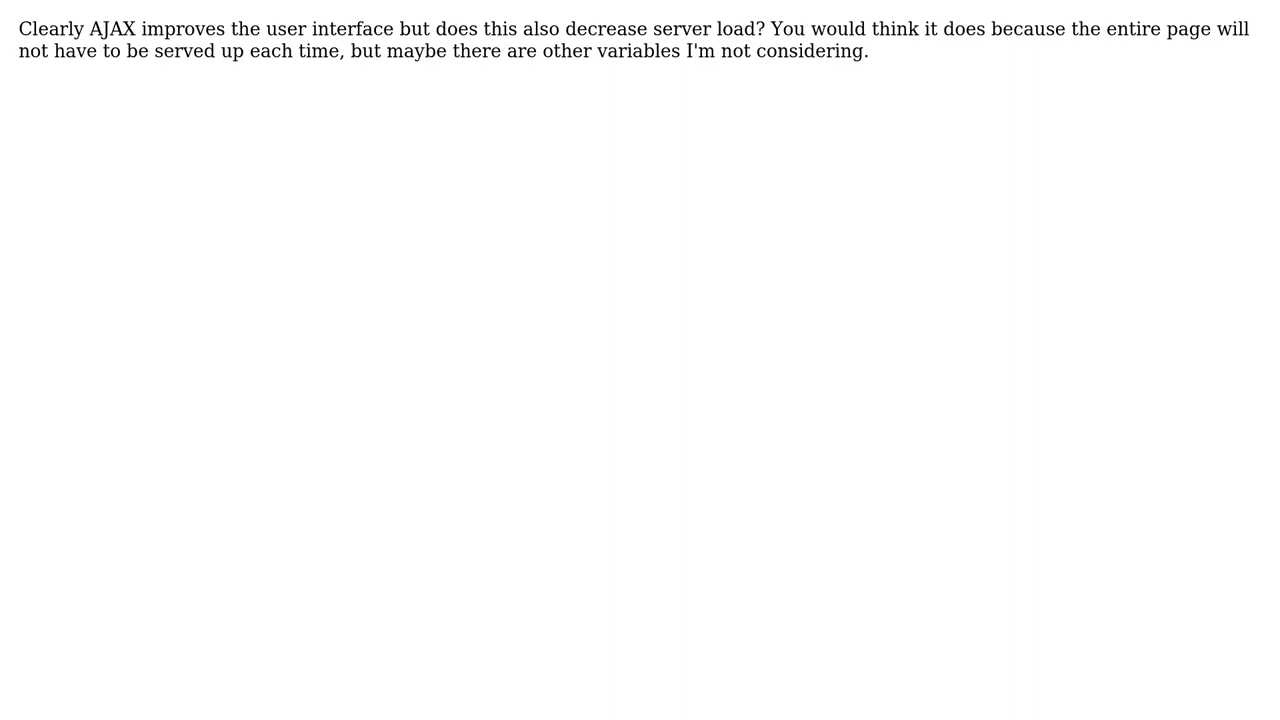 Clearly AJAX improves the user interface but does this also decrease server load? You would think it does because the entire page will
not have to be served up each time, but maybe there are other variables I'm not considering.